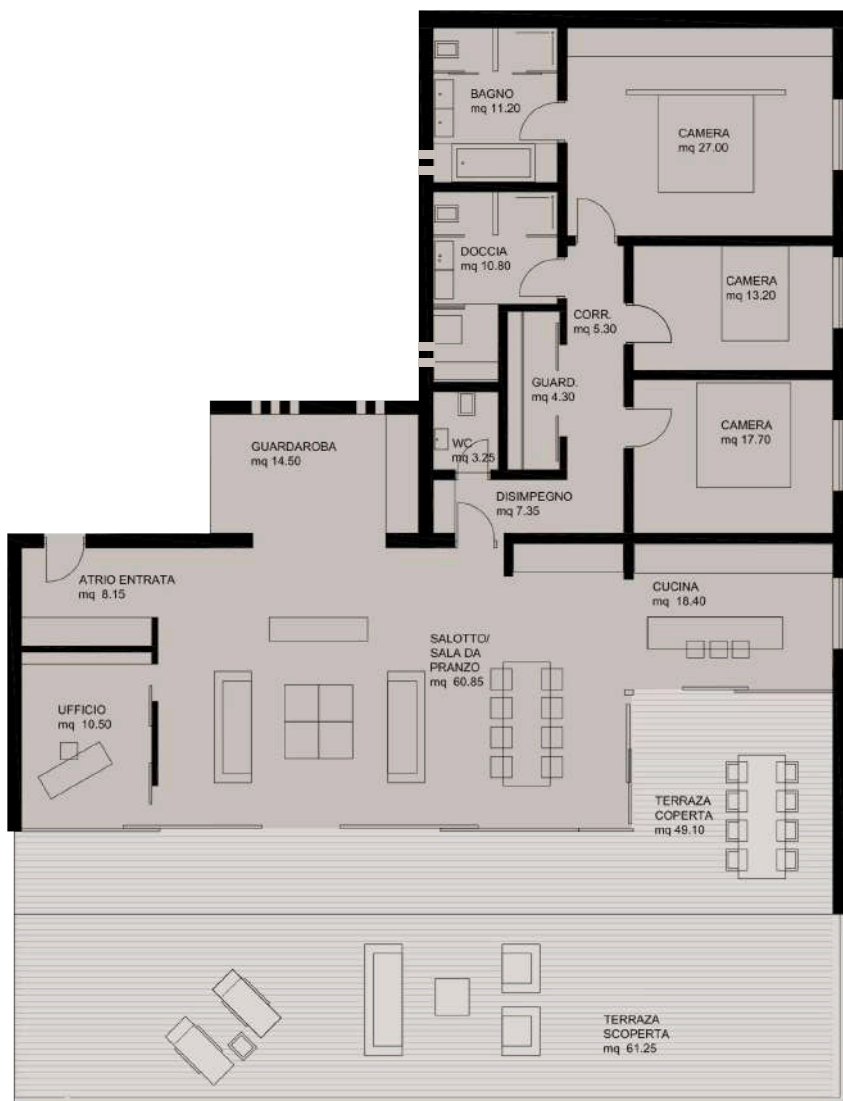 BAGNO
mq 11.20
CAMERA
mq 27.00
DOCCIA
mq 10.80
CAMERA
mq 13.20
CORR.
mq 5.30
GUARD.
mq 4.30
CAMERA
mq 17.70
GUARDAROBA
mq 14.50
WC
mq 3.25
DISIMPEGNO
mq 7.35
ATRIO ENTRATA
mq 8.15
CUCINA
mq 18.40
SALOTTO/
SALA DA
PRANZO
mq 60.85
UFFICIO
mq 10.50
TERRAZA
COPERTA
mq 49.10
TERRAZA
SCOPERTA
mq 61.25